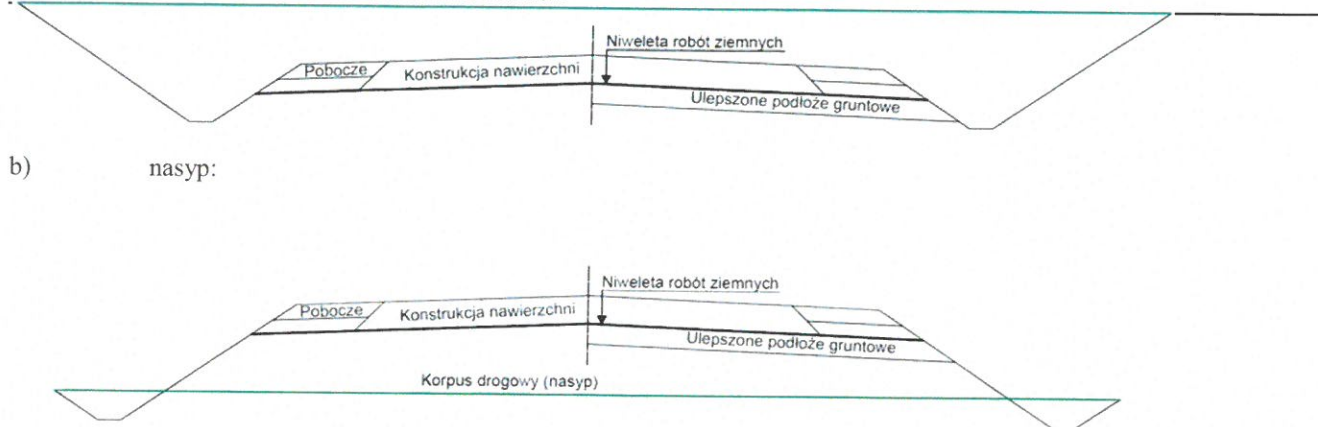 Niweleta robót ziemnych
Pobocze
Konstrukcja nawierzchni
Ulepszone podłoże gruntowe
b) nasyp:
Niweleta robót ziemnych
Pobocze
Konstrukcja nawierzchni
Ulepszone podłoże gruntowe
Korpus drogowy (nasyp)